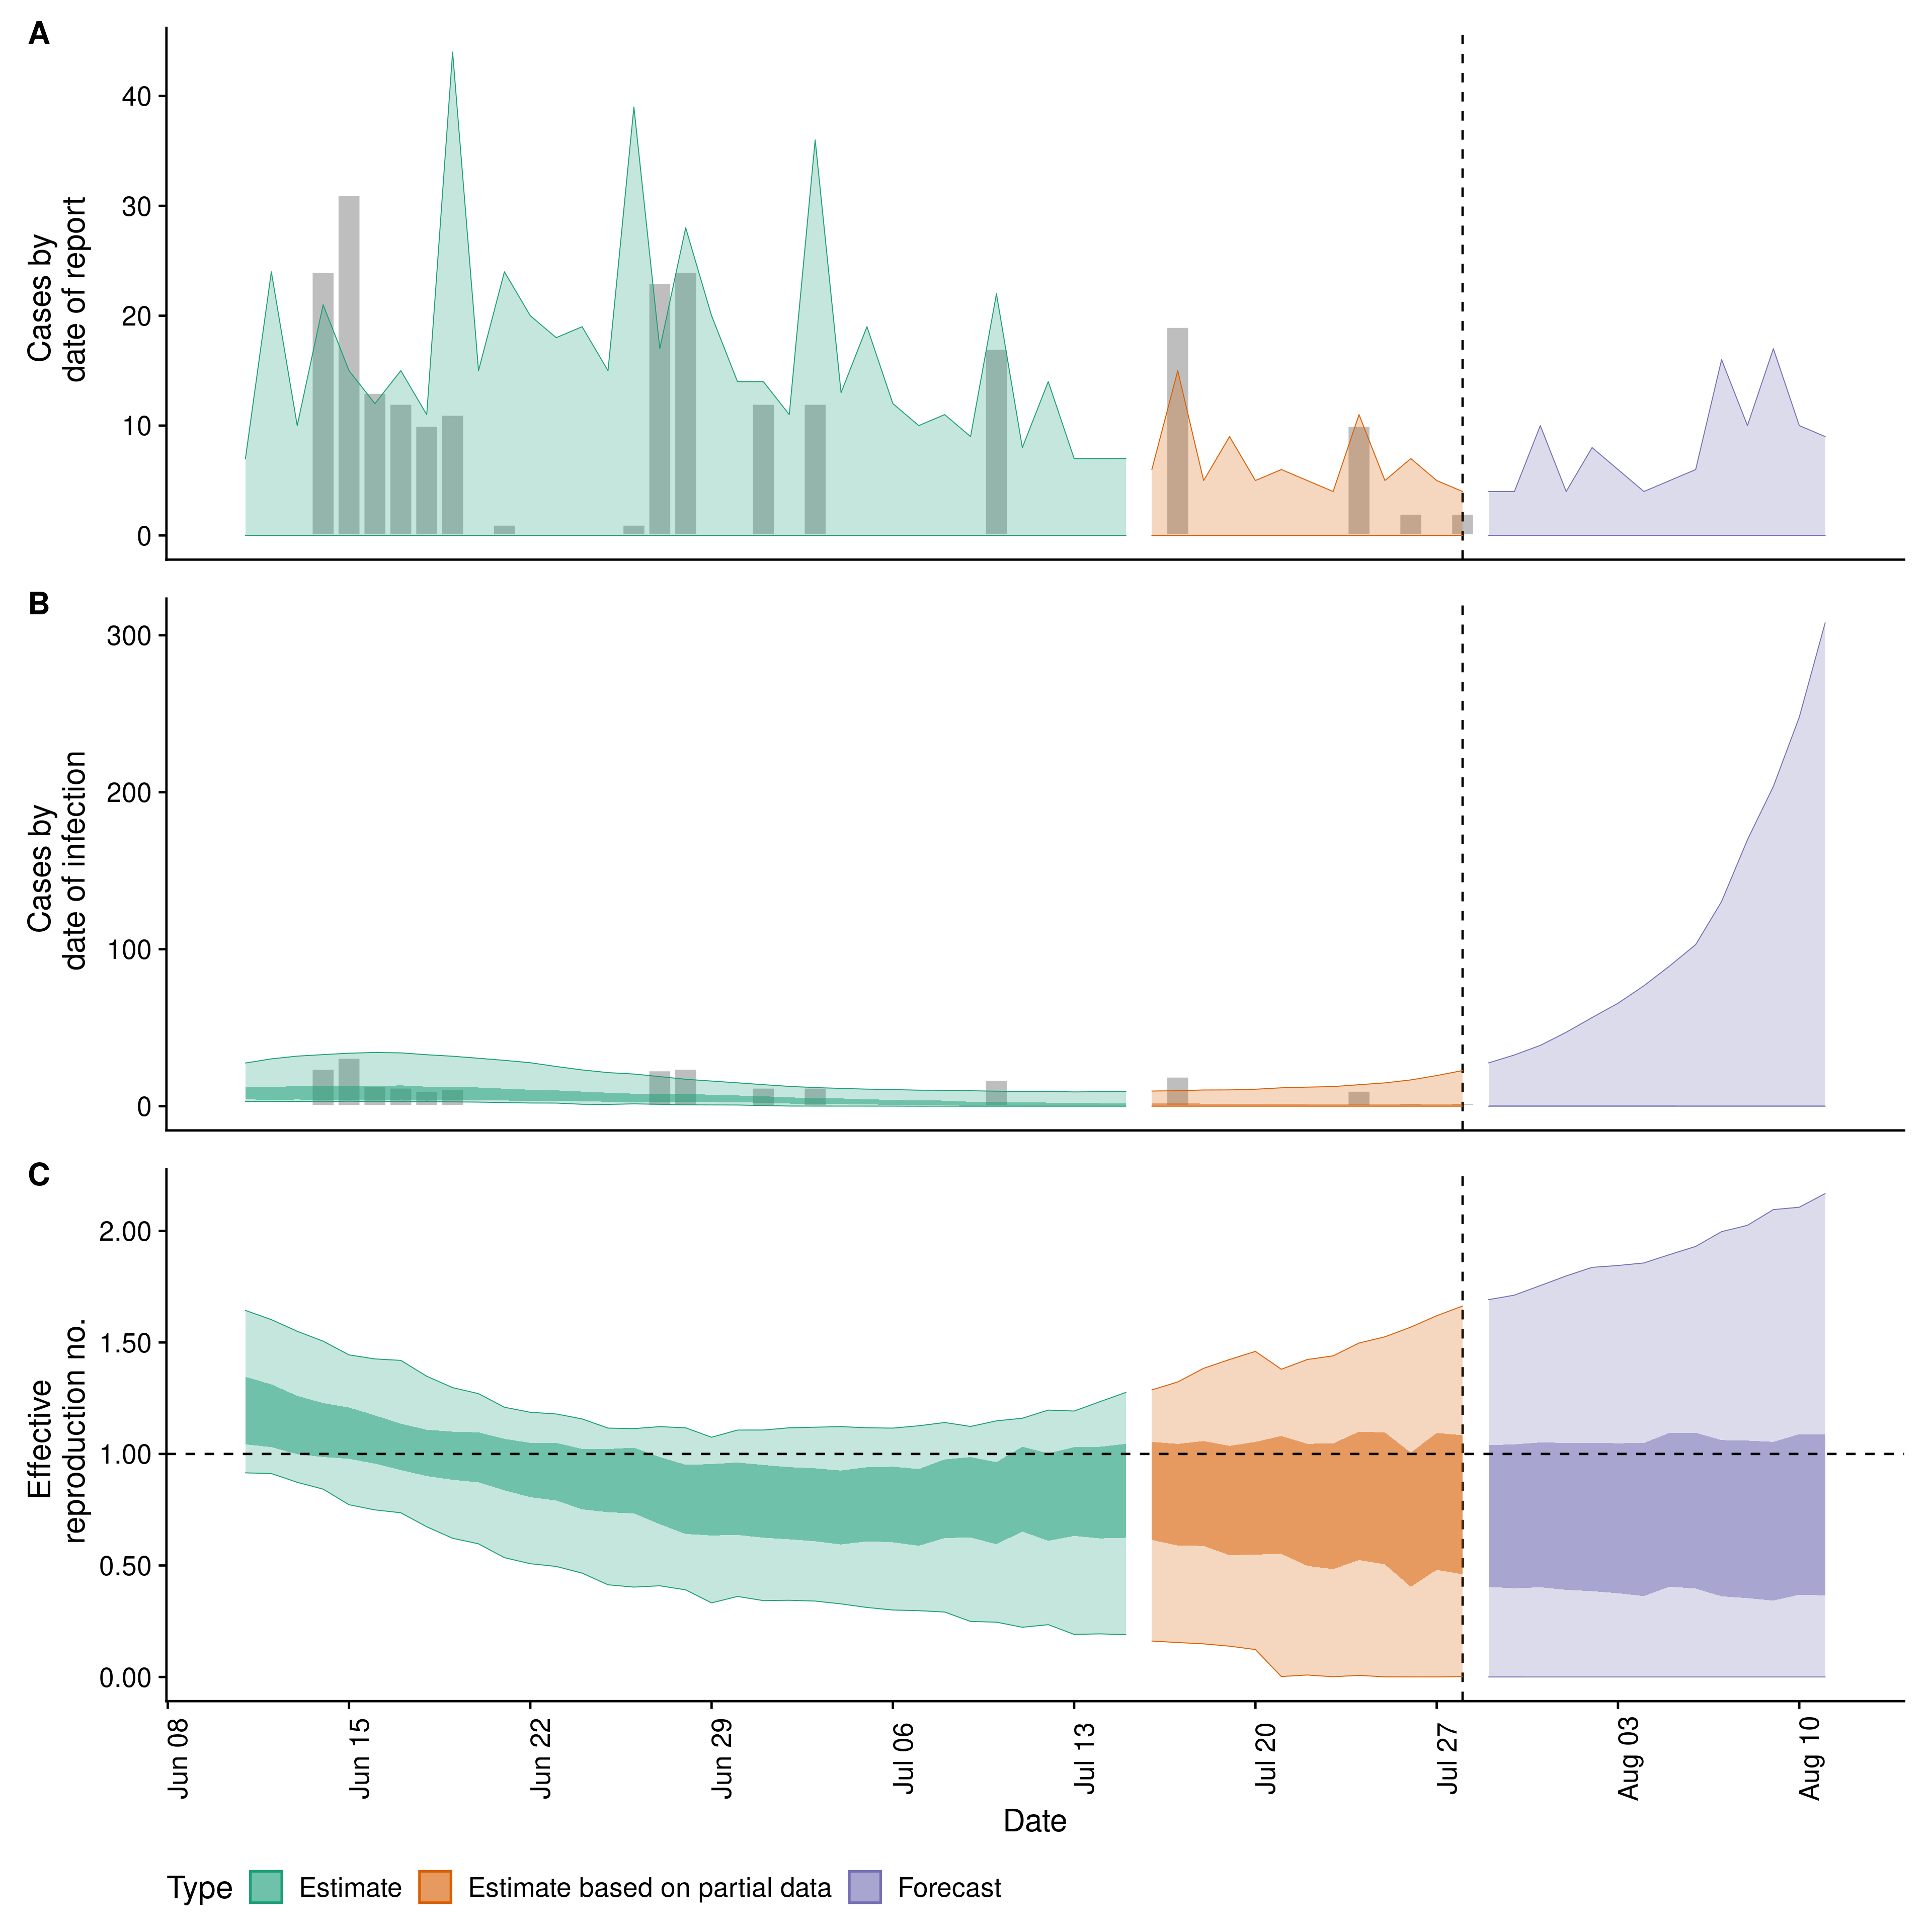 A
Cases by
date of report
40
30
20
10
0
B
Cases by
date of infection
300
200
100
0
C
Effective
reproduction no.
2.00
1.50
1.00
0.50
0.00
Jun 08
Jun 15
Jun 22
Jun 29
Jul 06
Jul 13
Jul 20
Jul 27
Aug 03
Aug 10
Date
Type Estimate Estimate based on partial data Forecast